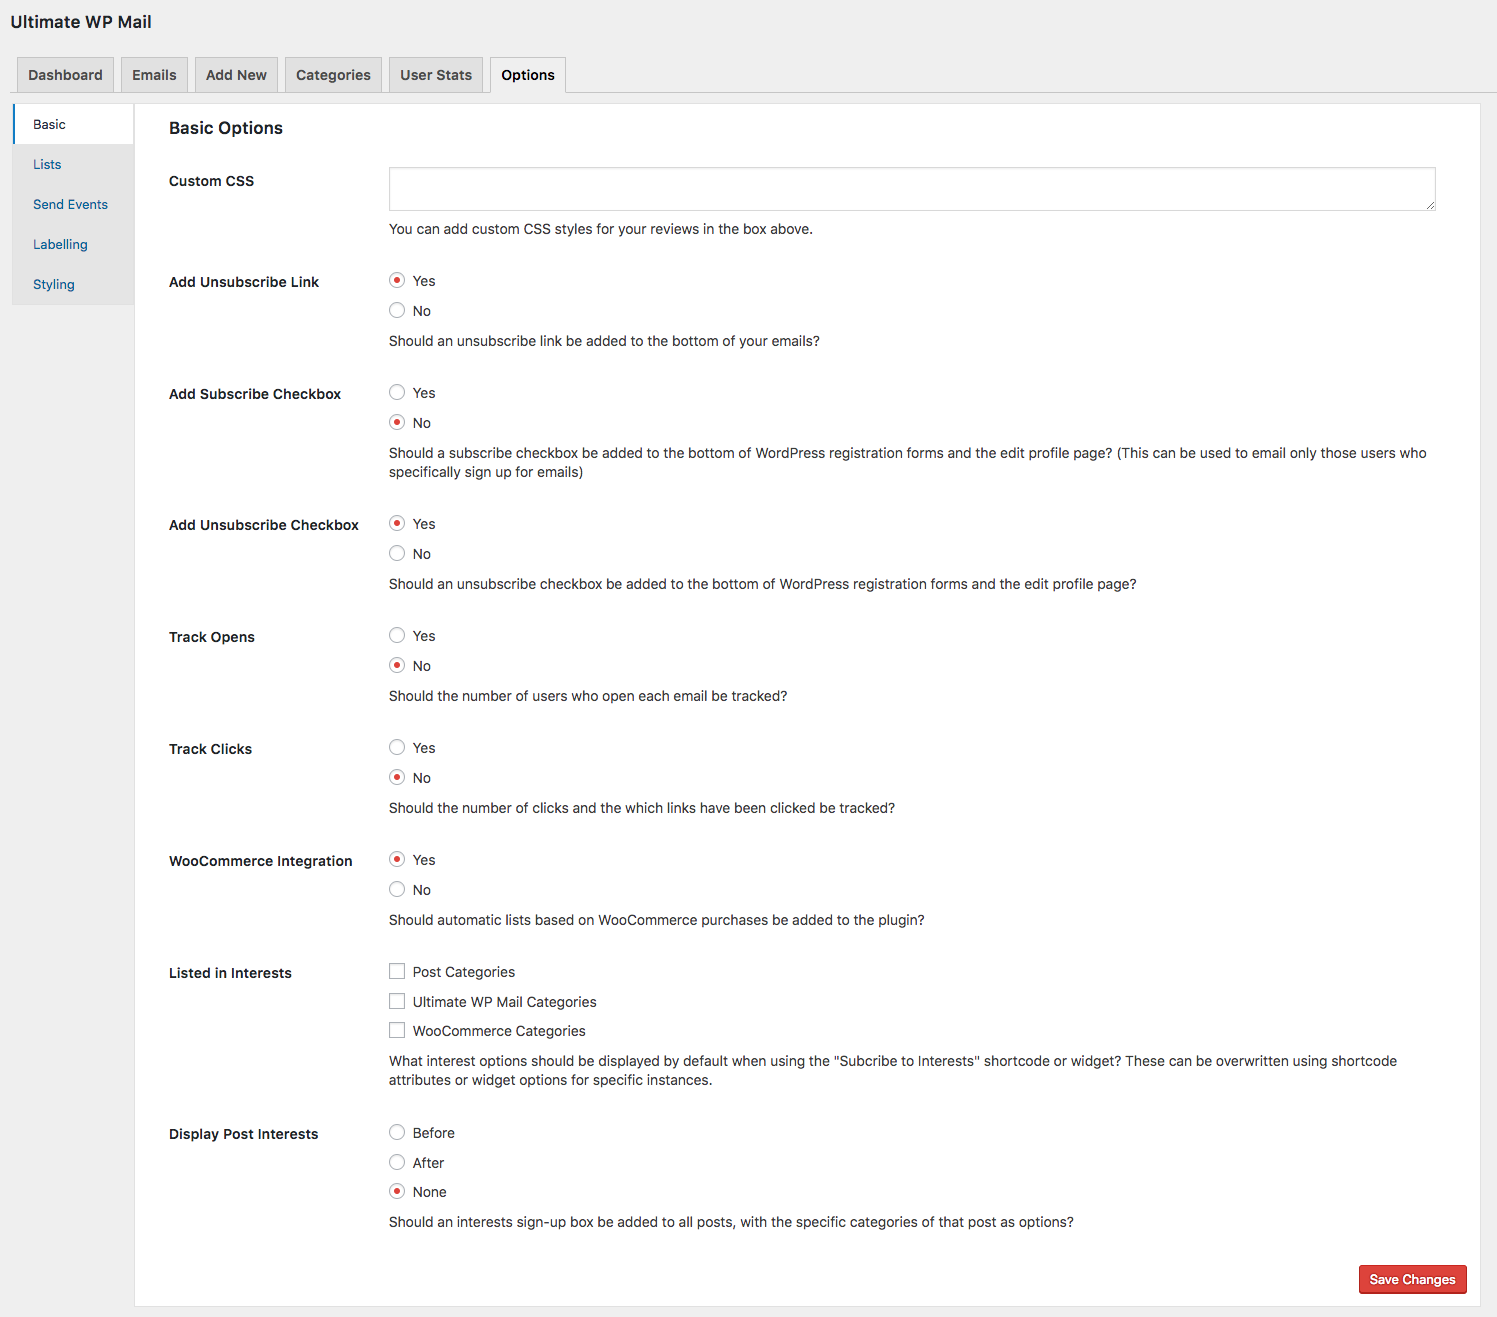 Ultimate WP Mail
Dashboard
Emails
Add New
Categories
User Stats
Options
Basic
Lists
Send Events
Labelling
Styling
Basic Options
Custom CSS
You can add custom CSS styles for your reviews in the box above.
Add Unsubscribe Link
Yes
No
Should an unsubscribe link be added to the bottom of your emails?
Add Subscribe Checkbox
Yes
No
Should a subscribe checkbox be added to the bottom of WordPress registration forms and the edit profile page? (This can be used to email only those users who
specifically sign up for emails)
Add Unsubscribe Checkbox
Yes
No
Should an unsubscribe checkbox be added to the bottom of WordPress registration forms and the edit profile page?
Track Opens
Yes
No
Should the number of users who open each email be tracked?
Track Clicks
Yes
No
Should the number of clicks and the which links have been clicked be tracked?
WooCommerce Integration
Yes
No
Should automatic lists based on WooCommerce purchases be added to the plugin?
Listed in Interests
Post Categories
Ultimate WP Mail Categories
WooCommerce Categories
What interest options should be displayed by default when using the "Subcribe to Interests" shortcode or widget? These can be overwritten using shortcode
attributes or widget options for specific instances.
Display Post Interests
Before
After
None
Should an interests sign-up box be added to all posts, with the specific categories of that post as options?
Save Changes